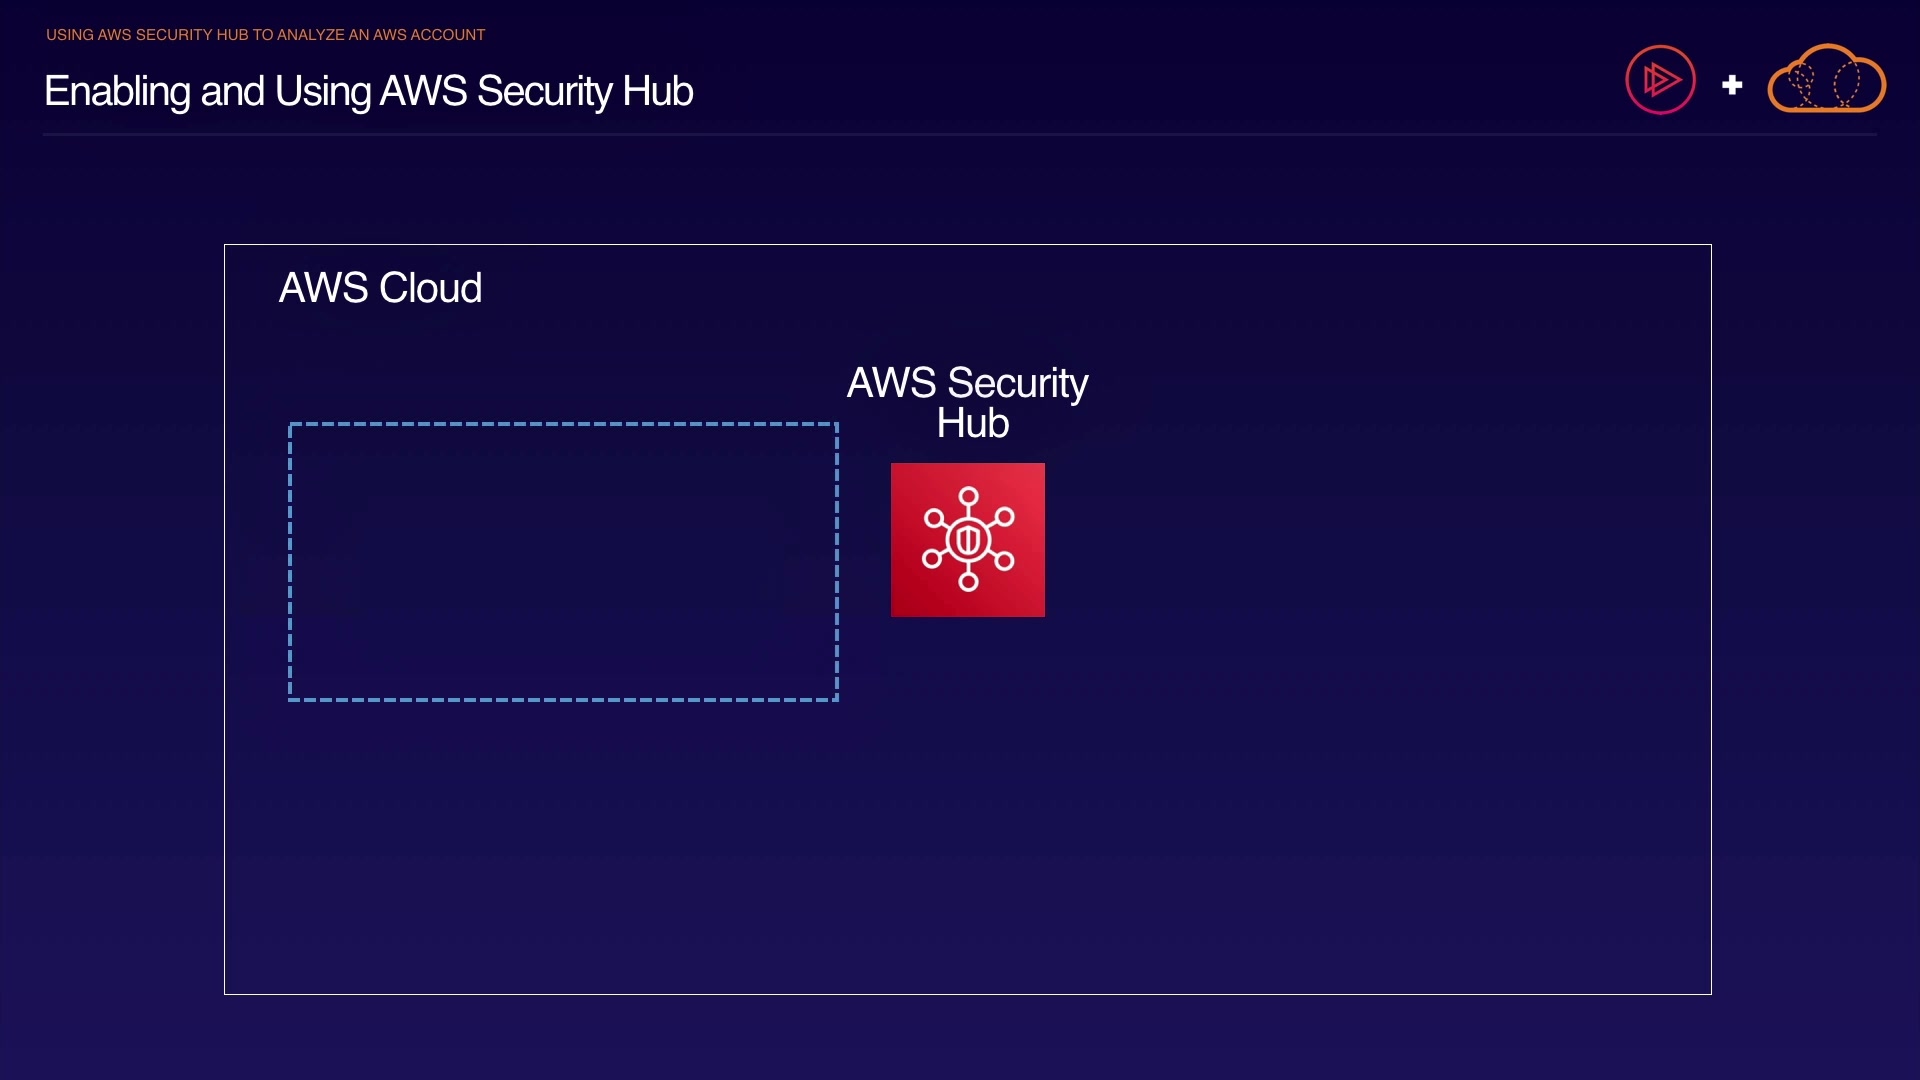 USING AWS SECURITY HUB TO ANALYZE AN AWS ACCOUNT
Enabling and Using AWS Security Hub
AWS Cloud
AWS Security
Hub